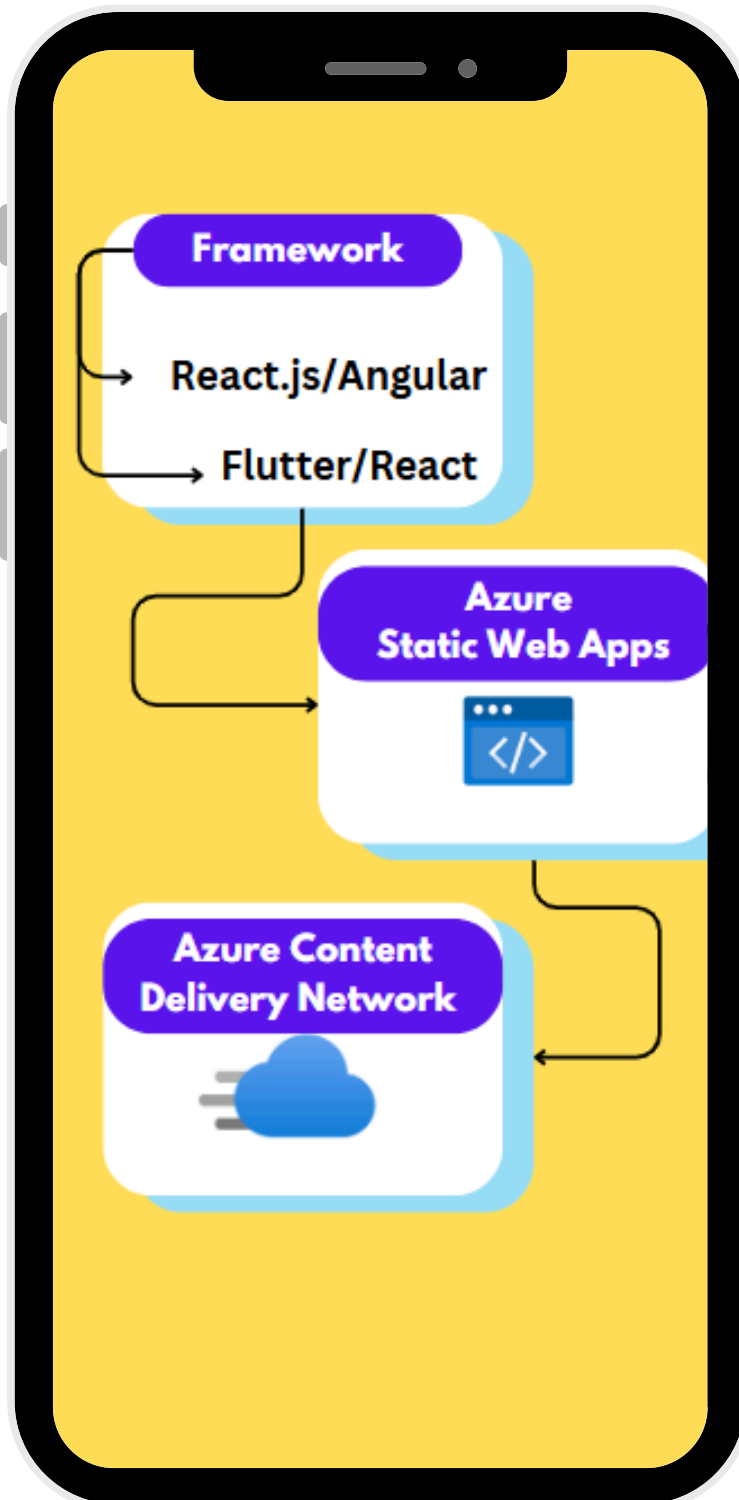 Framework
React.js/Angular
Flutter/React
Azure
Static Web Apps
</>
Azure Content
Delivery Network